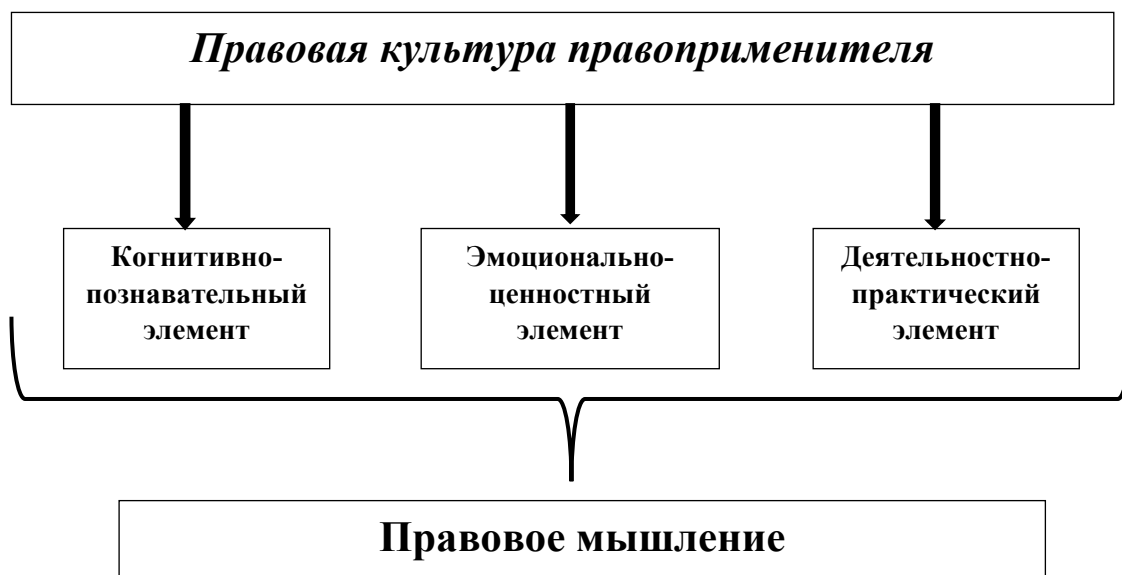 Правовая культура правоприменителя
Когнитивно-
познавательный
элемент
Эмоционально-
ценностный
элемент
Деятельностно-
практический
элемент
Правовое мышление